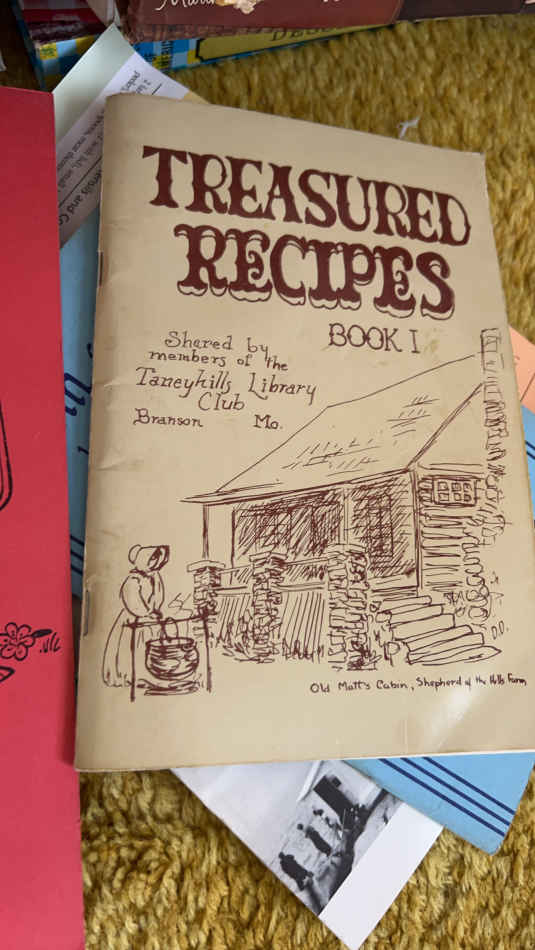 TREASURED
RECIPES
BOOK I
Shared by
members of the
Taneyhills Library
Club
Branson Mo.
D.D.
Old Matt's Cabin, Shepherd of the Hills Farm